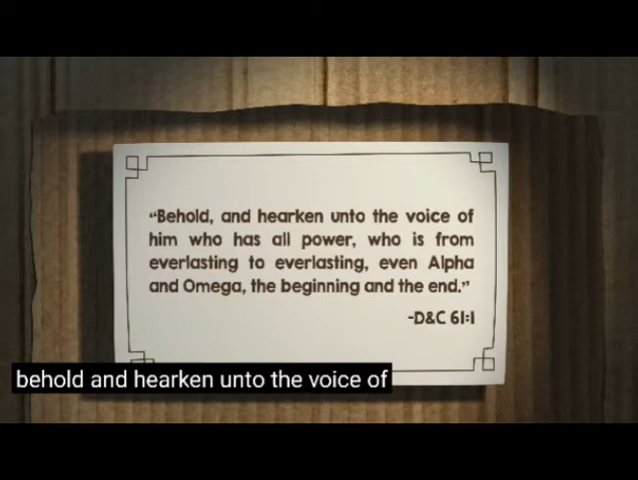 “Behold, and hearken unto the voice of
him who has all power, who is from
everlasting to everlasting, even Alpha
and Omega, the beginning and the end.”
-D&C 61:1
behold and hearken unto the voice of